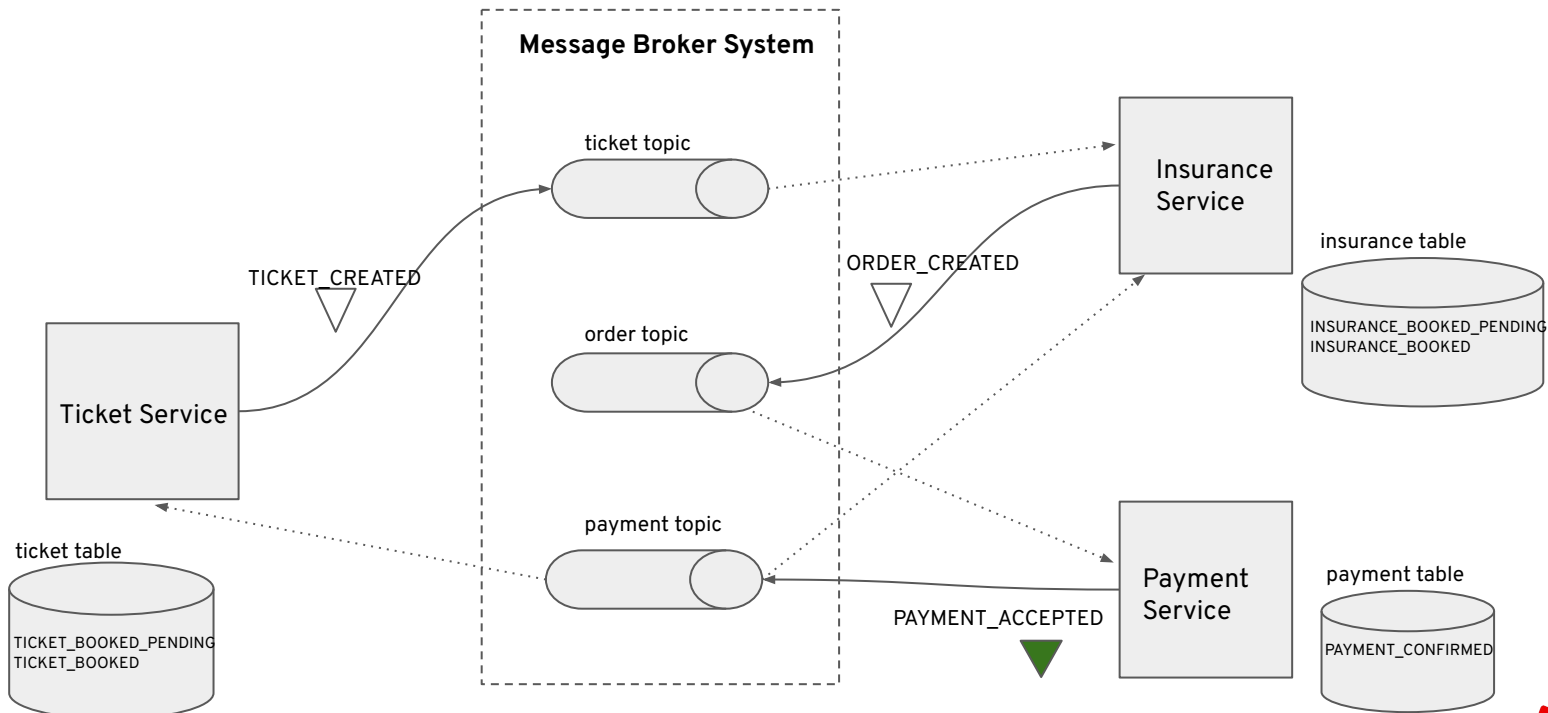 Message Broker System
ticket topic
TICKET_CREATED
Insurance
Service
insurance table
INSURANCE_BOOKED_PENDING
INSURANCE_BOOKED
ORDER_CREATED
order topic
Ticket Service
payment topic
ticket table
TICKET_BOOKED_PENDING
TICKET_BOOKED
PAYMENT_ACCEPTED
Payment
Service
payment table
PAYMENT_CONFIRMED